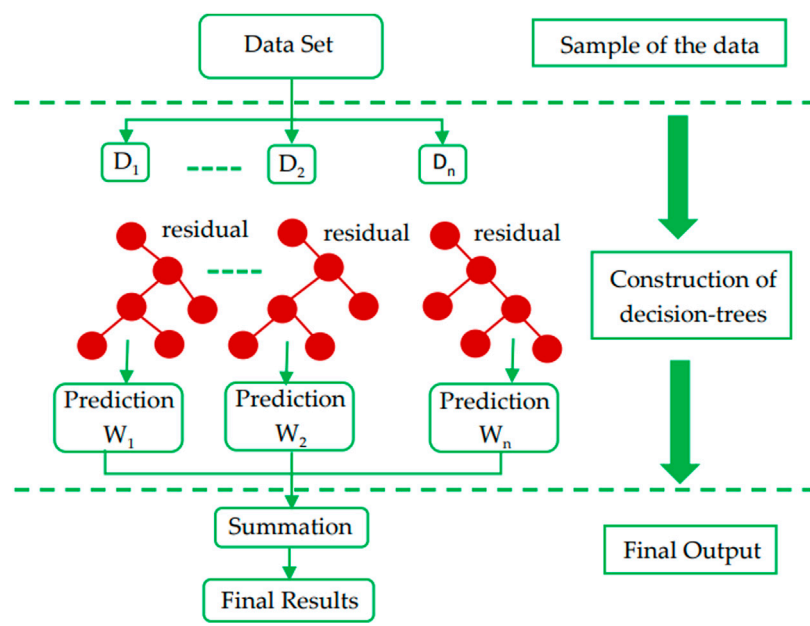 Data Set
Sample of the data
D₁
D₂
Dₙ
residual
residual
residual
Construction of
decision-trees
Prediction
W₁
Prediction
W₂
Prediction
Wₙ
Summation
Final Output
Final Results